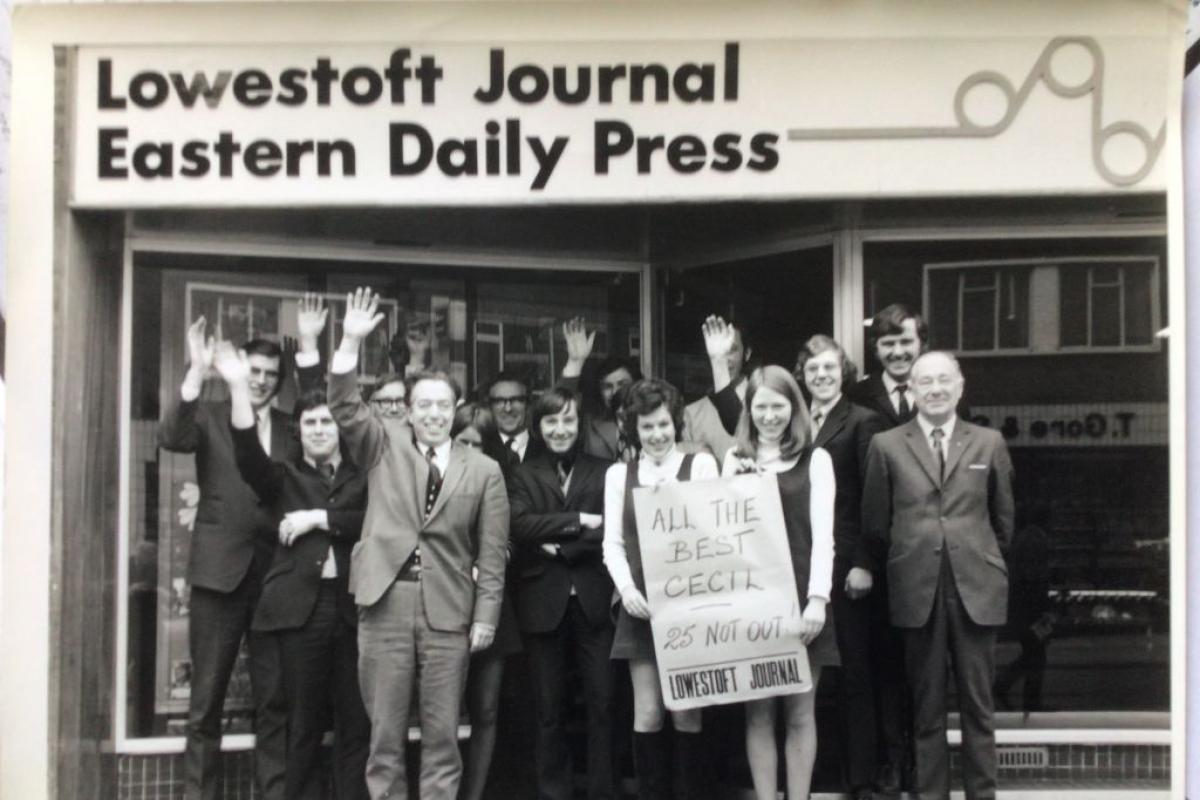 Lowestoft Journal
Eastern Daily Press
T. Gore &
ALL THE
BEST
CECIL
25 NOT OUT
LOWESTOFT JOURNAL